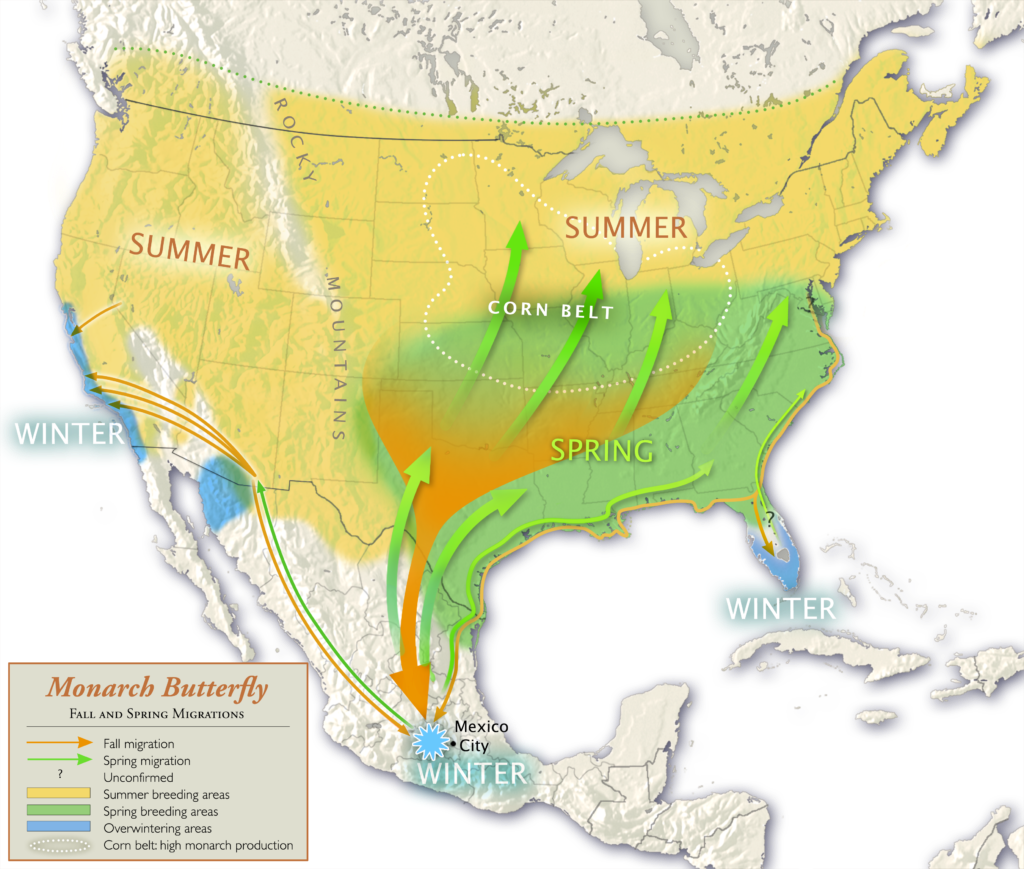 ROCKY
MOUNTAINS
SUMMER
SUMMER
CORN BELT
SPRING
WINTER
?
WINTER
Mexico
City
WINTER
Monarch Butterfly
FALL AND SPRING MIGRATIONS
Fall migration
Spring migration
? Unconfirmed
Summer breeding areas
Spring breeding areas
Overwintering areas
Corn belt: high monarch production